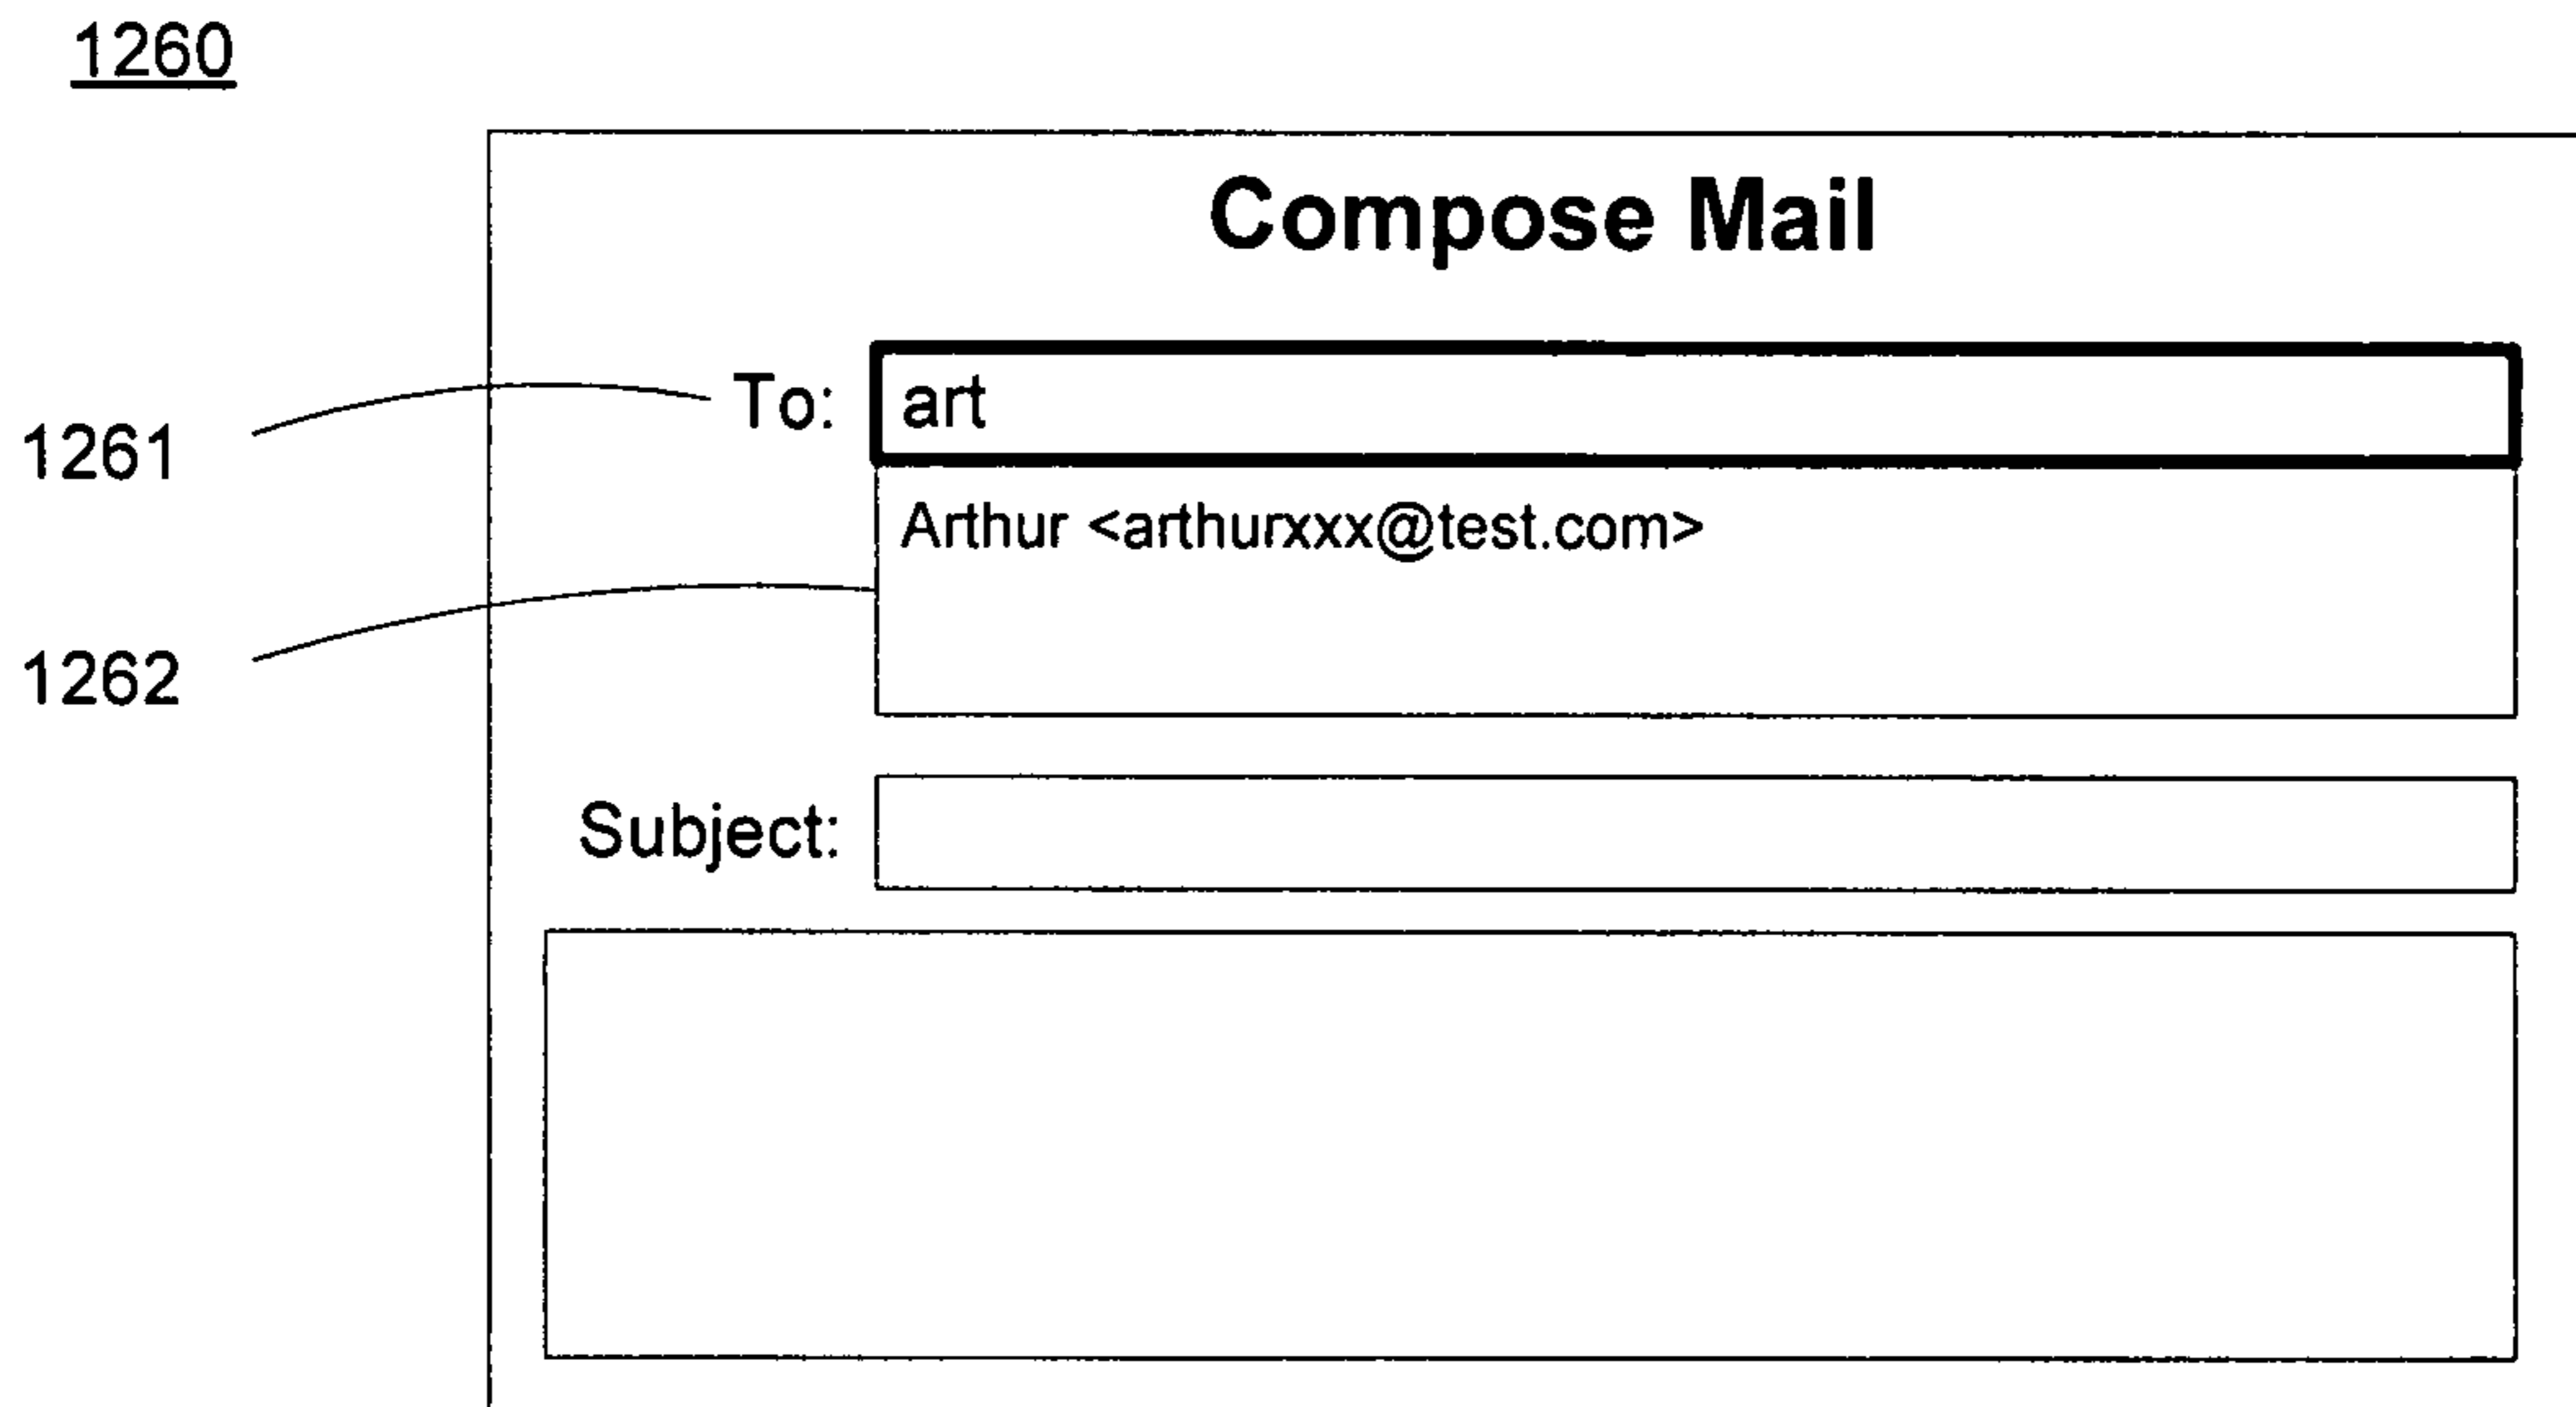 1260
Compose Mail
1261
To: art
Arthur <arthurxxx@test.com>
1262
Subject: